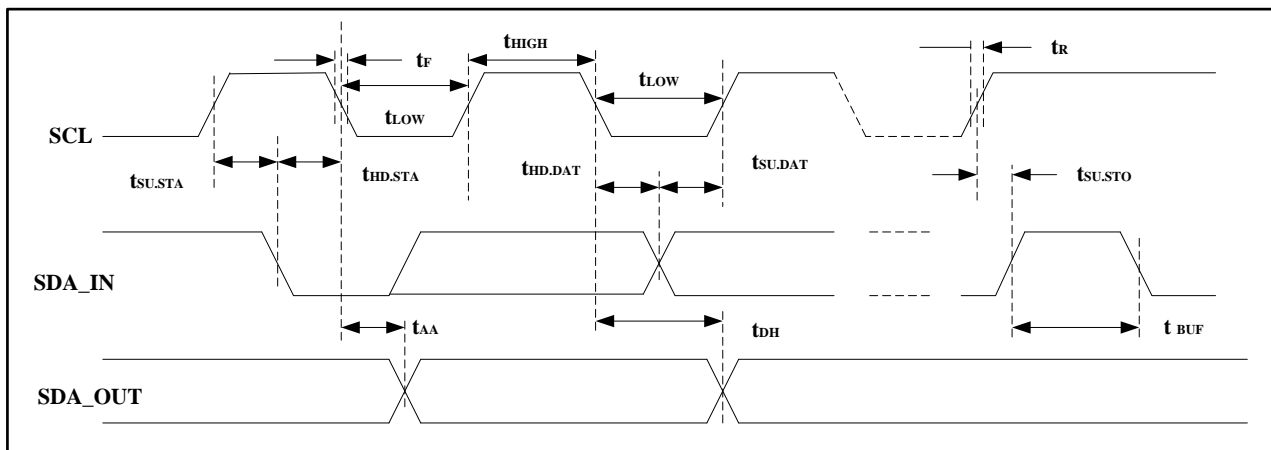 tHIGH
tF
tR
tLOW
tLOW
SCL
tSU.STA
tHD.STA
tHD.DAT
tSU.DAT
tSU.STO
SDA_IN
tAA
tDH
t BUF
SDA_OUT